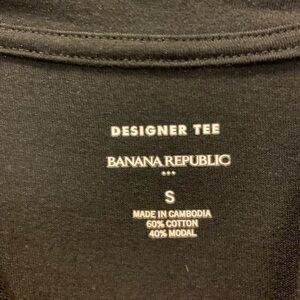 DESIGNER TEE
BANANA REPUBLIC
***
S
MADE IN CAMBODIA
60% COTTON
40% MODAL